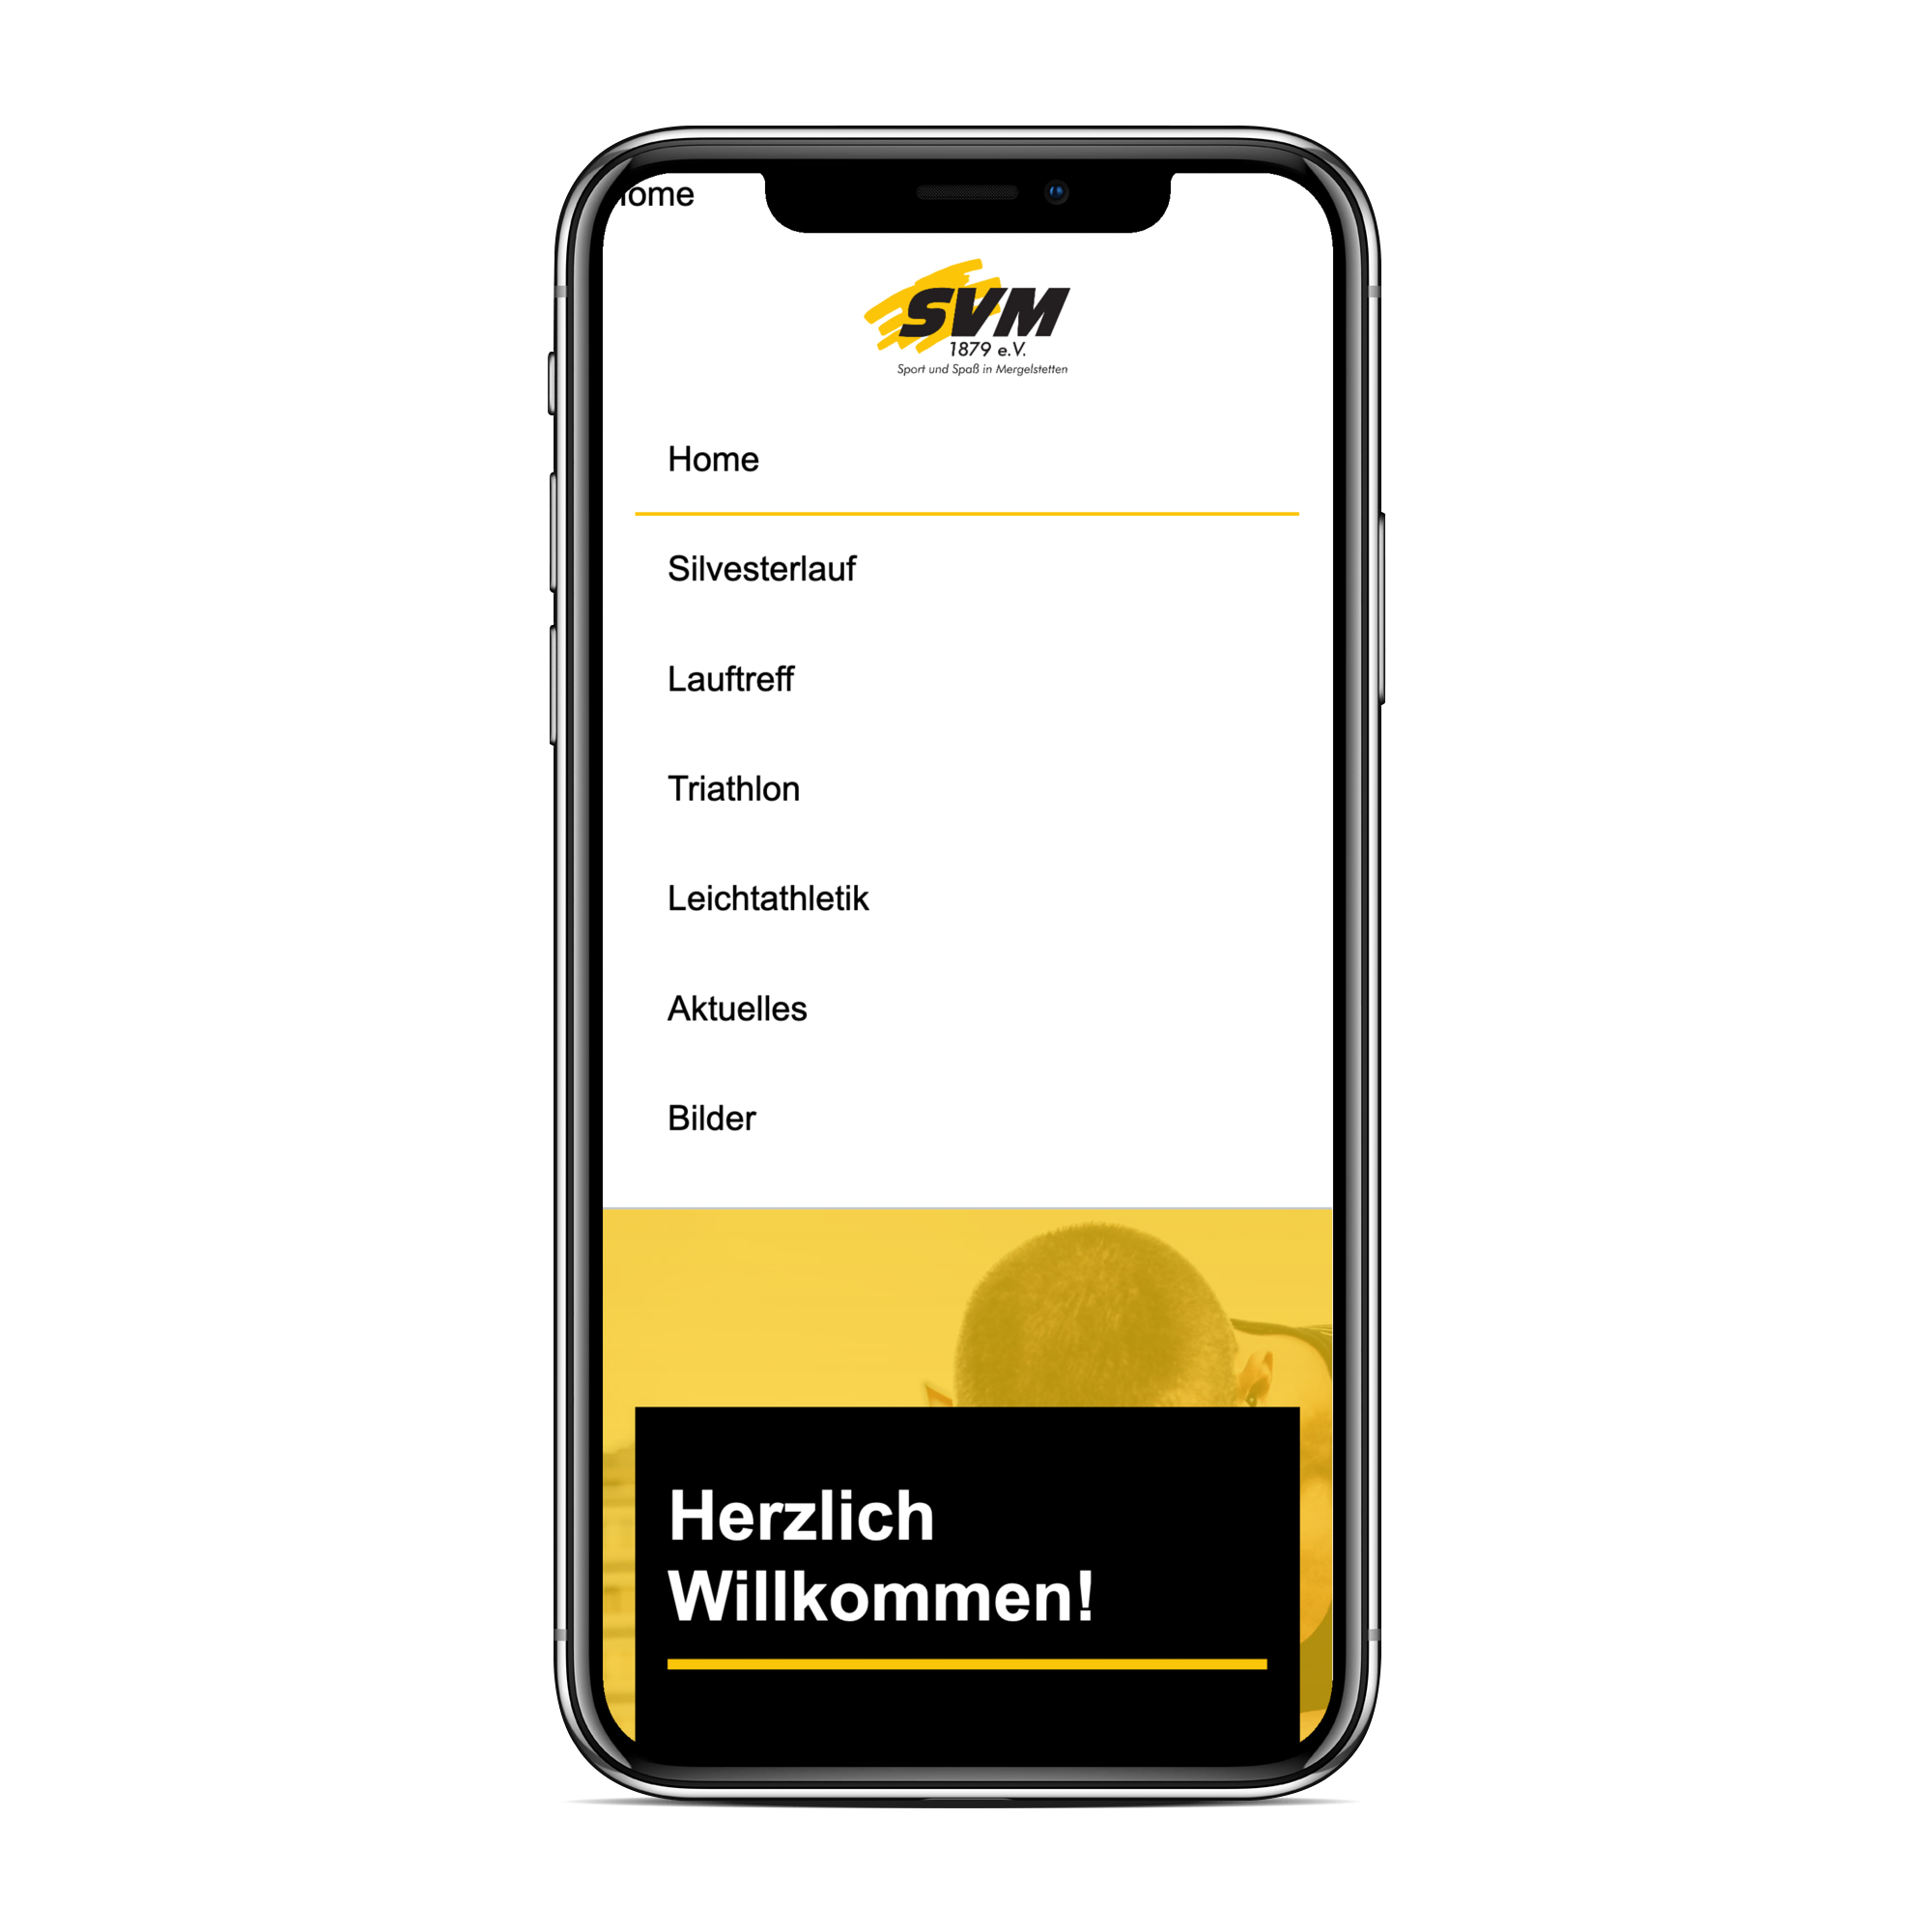 ome
SVM
1879 e.V.
Sport und Spaß in Mergelstetten
Home
Silvesterlauf
Lauftreff
Triathlon
Leichtathletik
Aktuelles
Bilder
Herzlich
Willkommen!